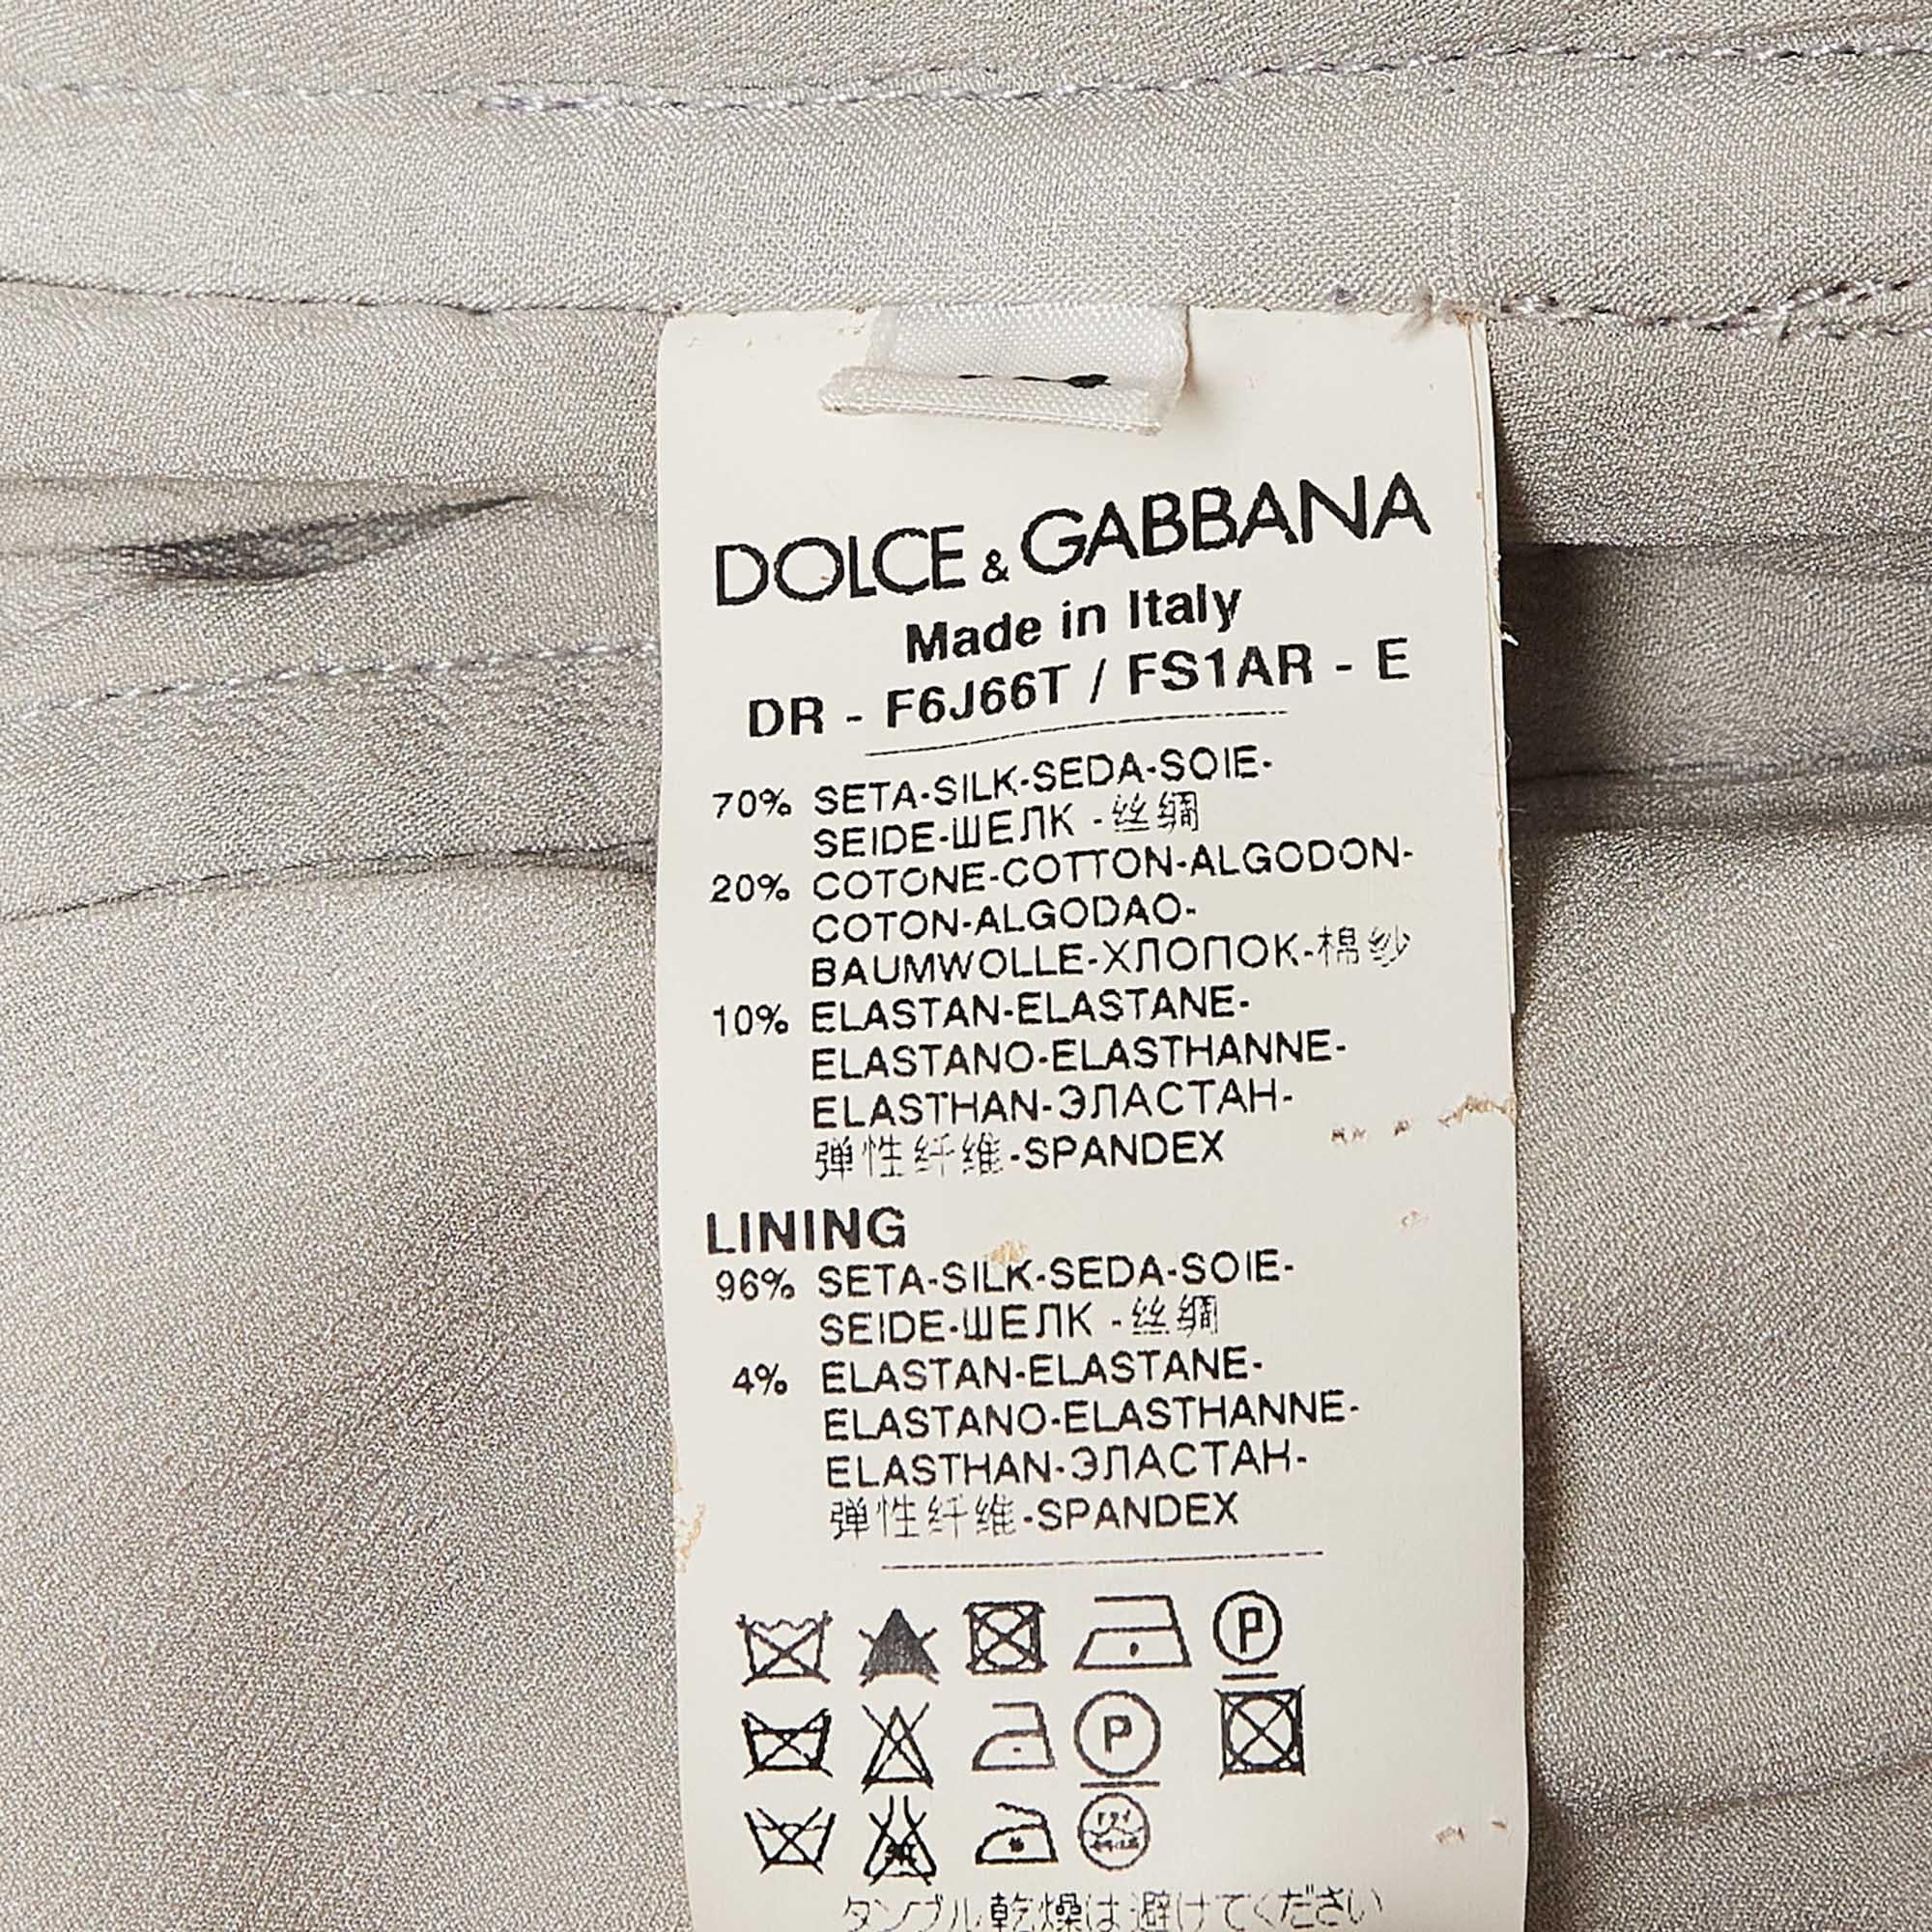 DOLCE & GABBANA
Made in Italy
DR - F6J66T / FS1AR - E
70% SETA-SILK-SEDA-SOIE-
SEIDE-ШЕЛК -丝绸
20% COTONE-COTTON-ALGODON-
COTON-ALGODAO-
BAUMWOLLE-ХЛОПОК-棉纱
10% ELASTAN-ELASTANE-
ELASTANO-ELASTHANNE-
ELASTHAN-ЭЛАСТАН-
弹性纤维-SPANDEX
LINING
96% SETA-SILK-SEDA-SOIE-
SEIDE-ШЕЛК -丝绸
4% ELASTAN-ELASTANE-
ELASTANO-ELASTHANNE-
ELASTHAN-ЭЛАСТАН-
弹性纤维-SPANDEX
P
P
タンブル乾燥は避けてください